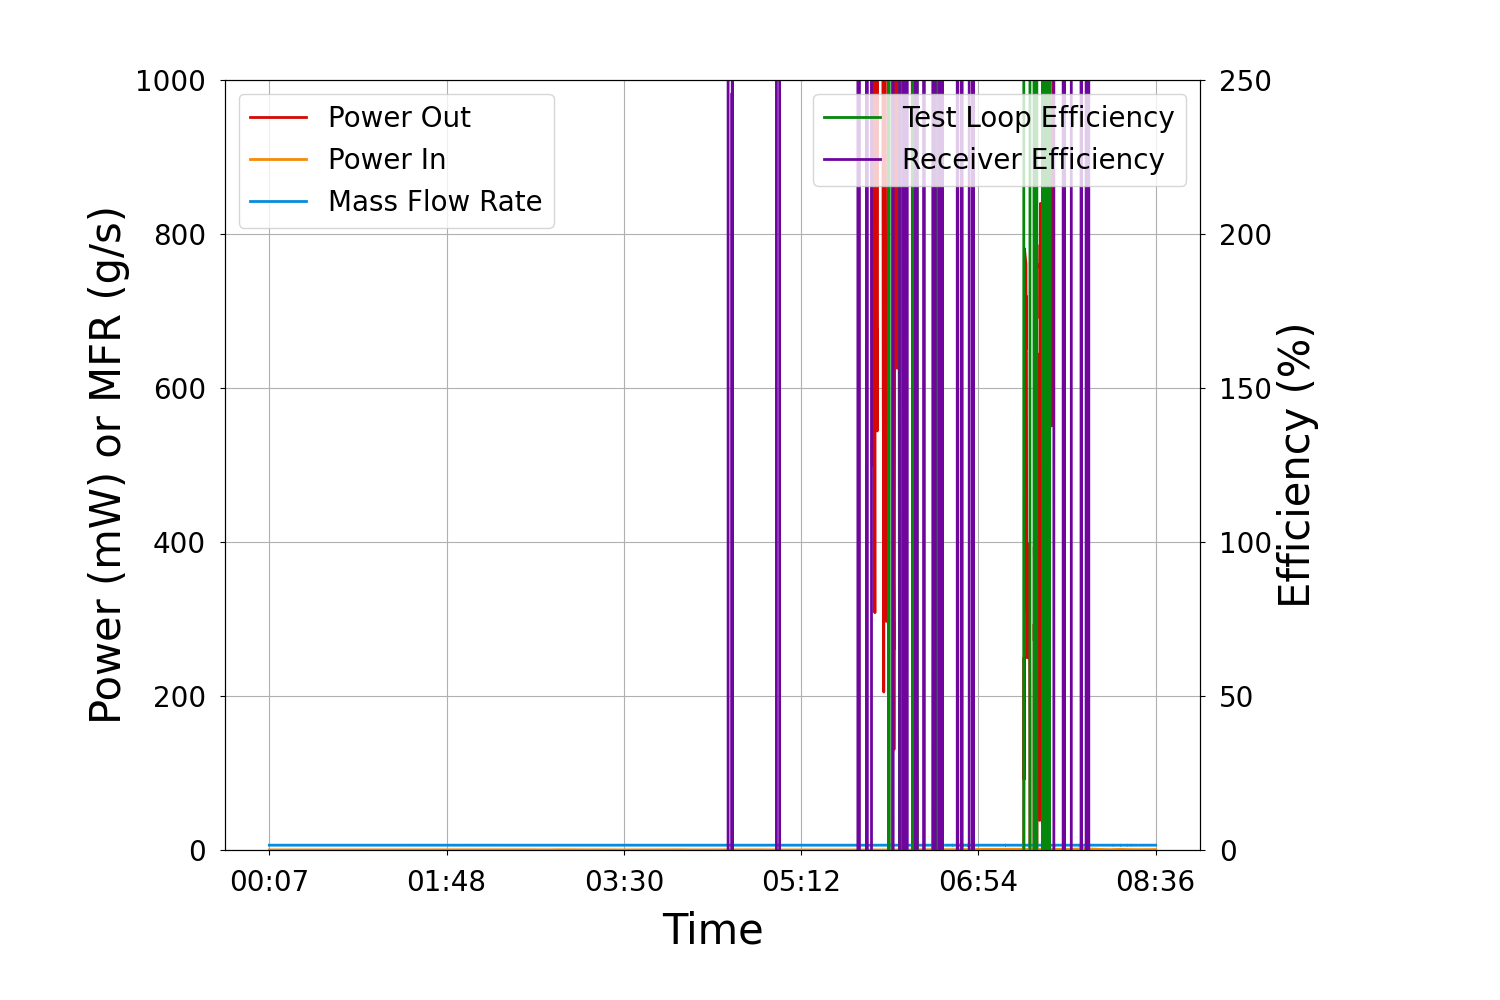 1000
800
600
400
200
0
Power (mW) or MFR (g/s)
Power Out
Power In
Mass Flow Rate
Test Loop Efficiency
Receiver Efficiency
250
200
150
100
50
0
Efficiency (%)
00:07 01:48 03:30 05:12 06:54 08:36
Time